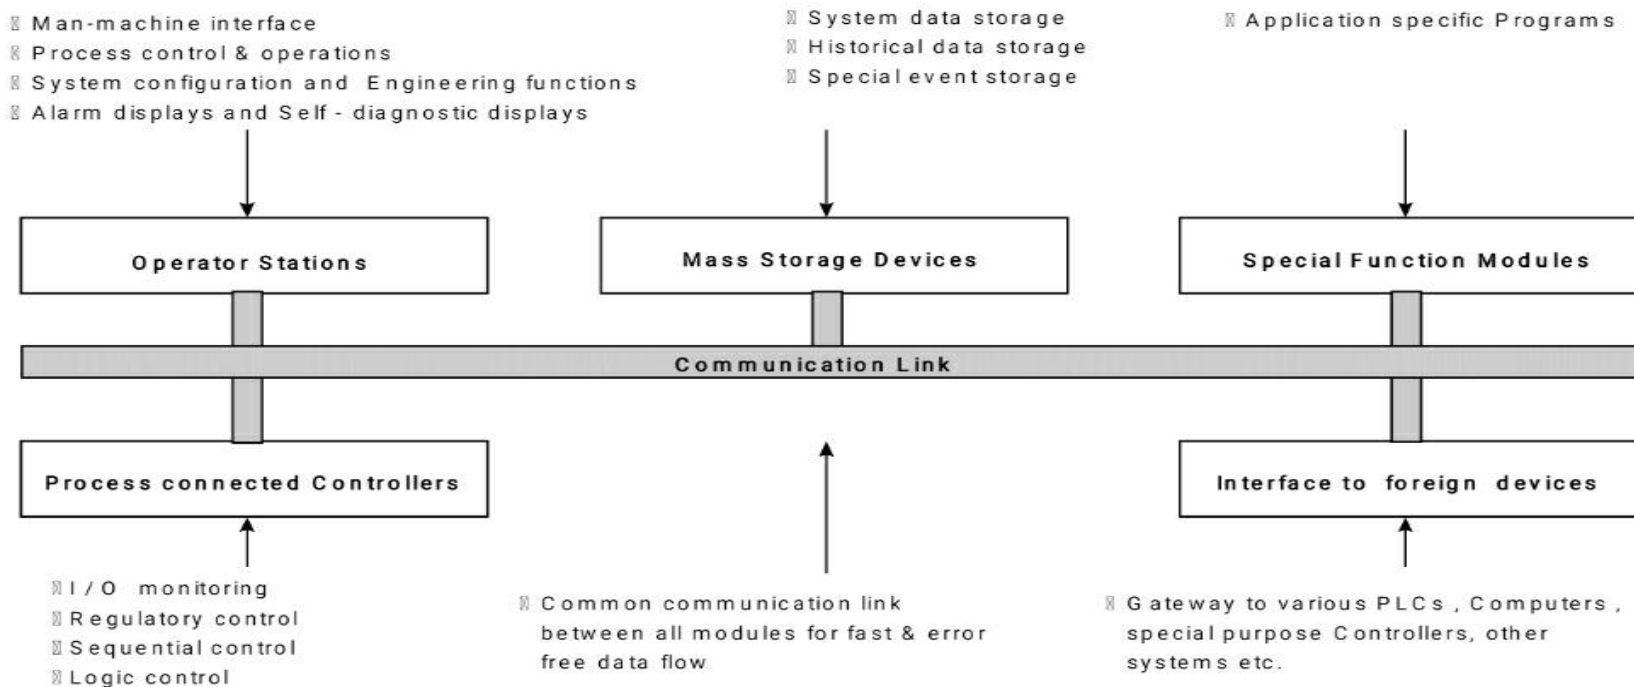 Man-machine interface
Process control & operations
System configuration and Engineering functions
Alarm displays and Self - diagnostic displays
System data storage
Historical data storage
Special event storage
Application specific Programs
Operator Stations
Mass Storage Devices
Special Function Modules
Communication Link
Process connected Controllers
Interface to foreign devices
I / O monitoring
Regulatory control
Sequential control
Logic control
Common communication link
between all modules for fast & error
free data flow
Gateway to various PLCs , Computers ,
special purpose Controllers, other
systems etc.